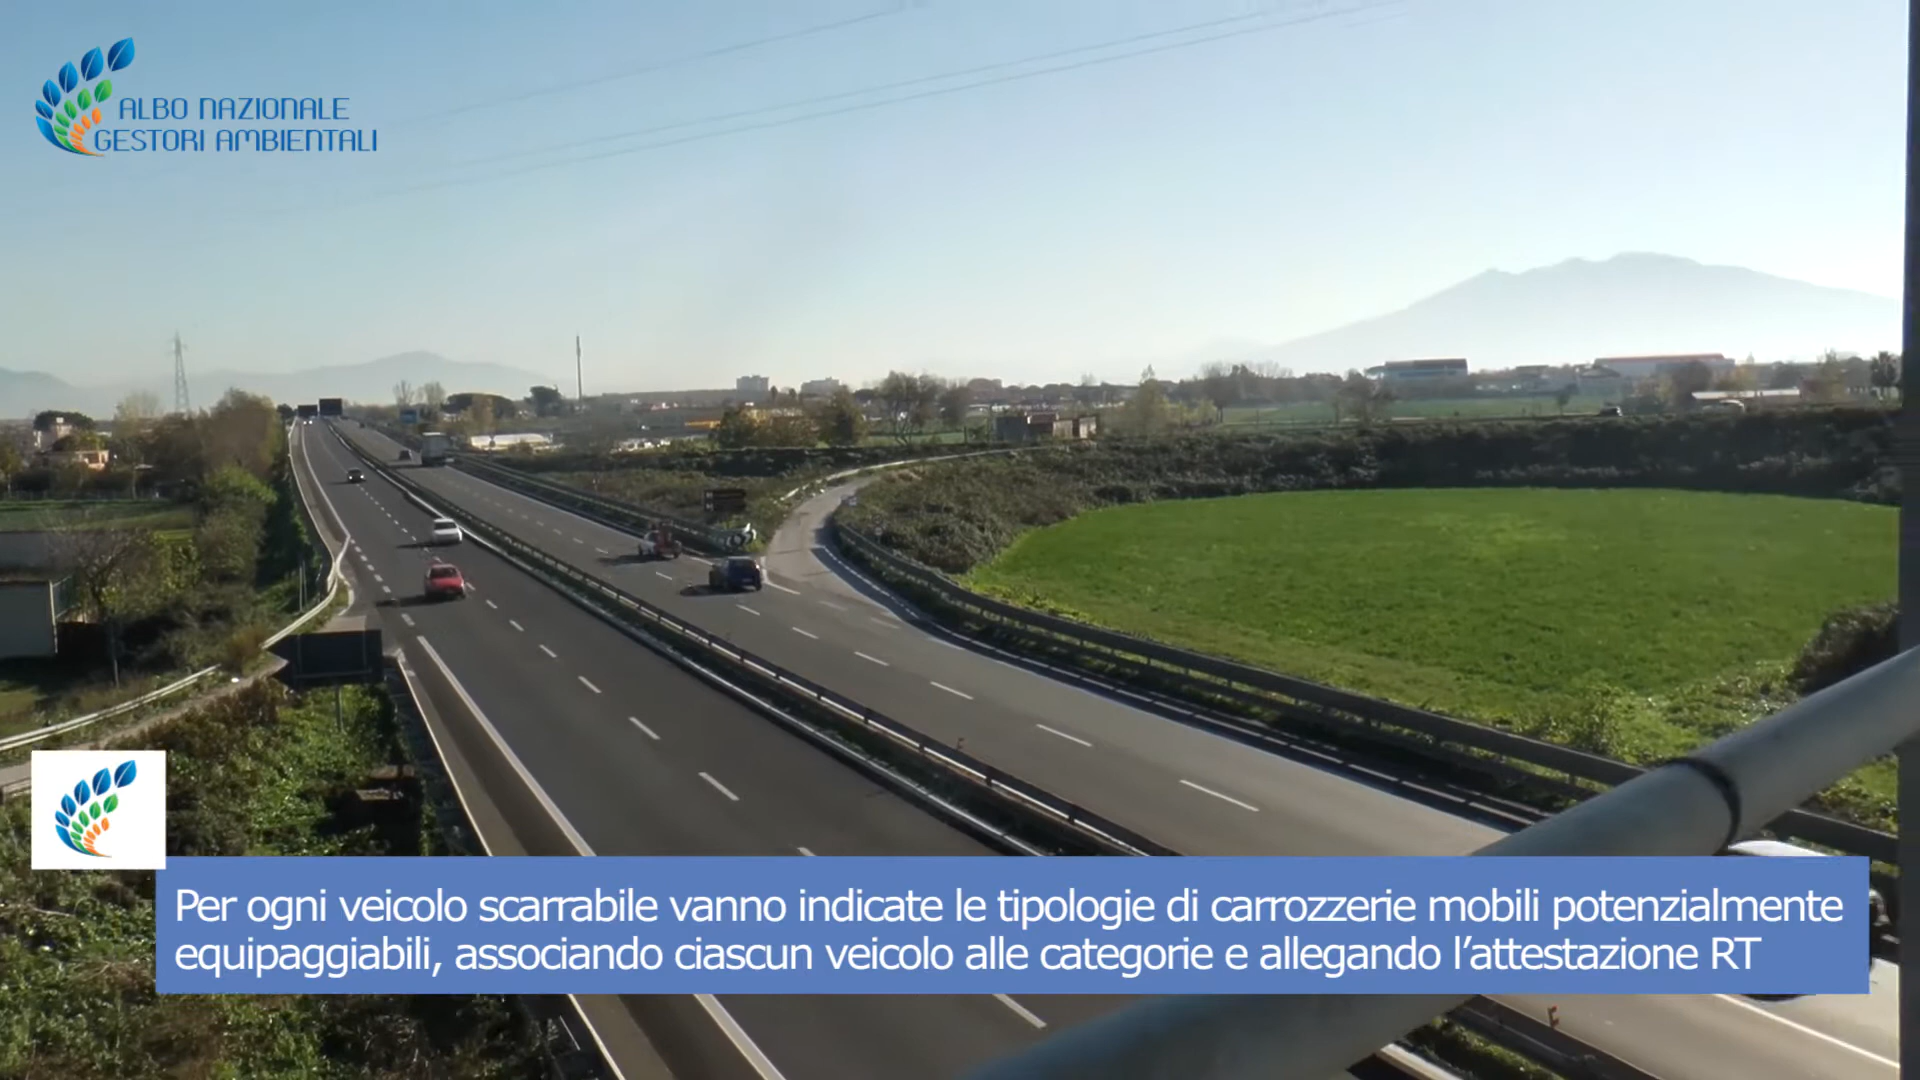 ALBO NAZIONALE
GESTORI AMBIENTALI
Per ogni veicolo scarrabile vanno indicate le tipologie di carrozzerie mobili potenzialmente
equipaggiabili, associando ciascun veicolo alle categorie e allegando l’attestazione RT